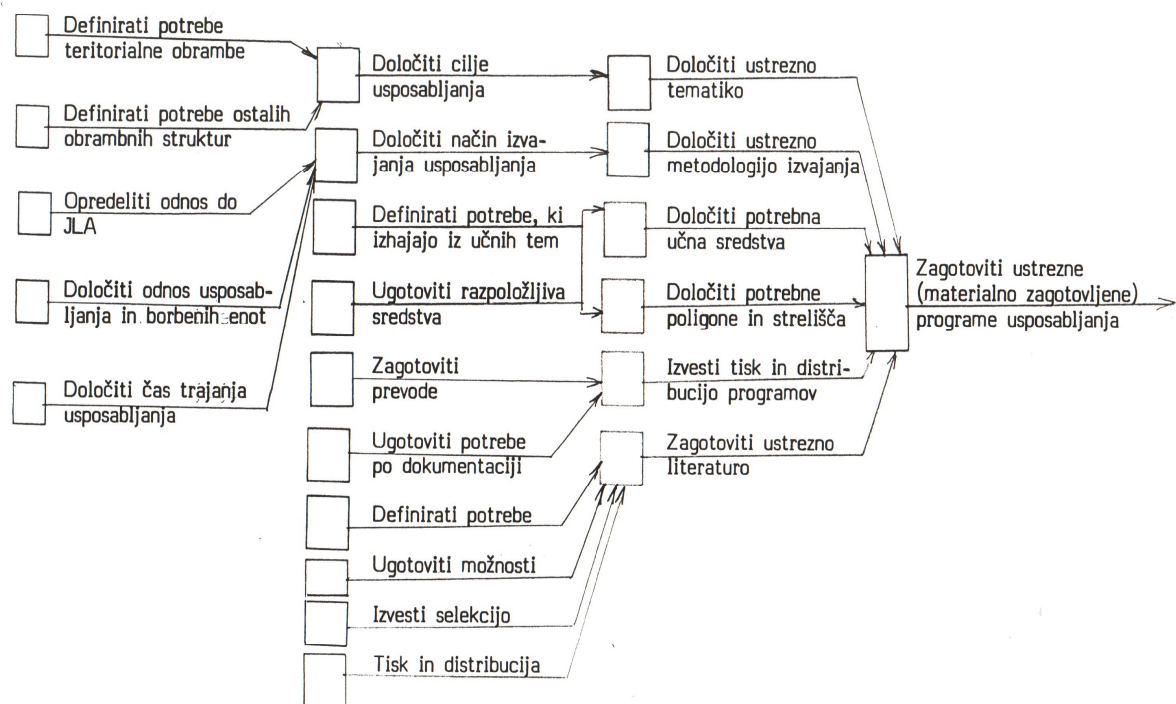 Definirati potrebe
teritorialne obrambe
Definirati potrebe ostalih
obrambnih struktur
Opredeliti odnos do
JLA
Določiti odnos usposab-
ljanja in borbenih enot
Določiti čas trajanja
usposabljanja
Določiti cilje
usposabljanja
Določiti način izva-
janja usposabljanja
Definirati potrebe, ki
izhajajo iz učnih tem
Ugotoviti razpoložljiva
sredstva
Zagotoviti
prevode
Ugotoviti potrebe
po dokumentaciji
Definirati potrebe
Ugotoviti možnosti
Izvesti selekcijo
Tisk in distribucija
Določiti ustrezno
tematiko
Določiti ustrezno
metodologijo izvajanja
Določiti potrebna
učna sredstva
Določiti potrebne
poligone in strelišča
Izvesti tisk in distri-
bucijo programov
Zagotoviti ustrezno
literaturo
Zagotoviti ustrezne
(materialno zagotovljene)
programe usposabljanja